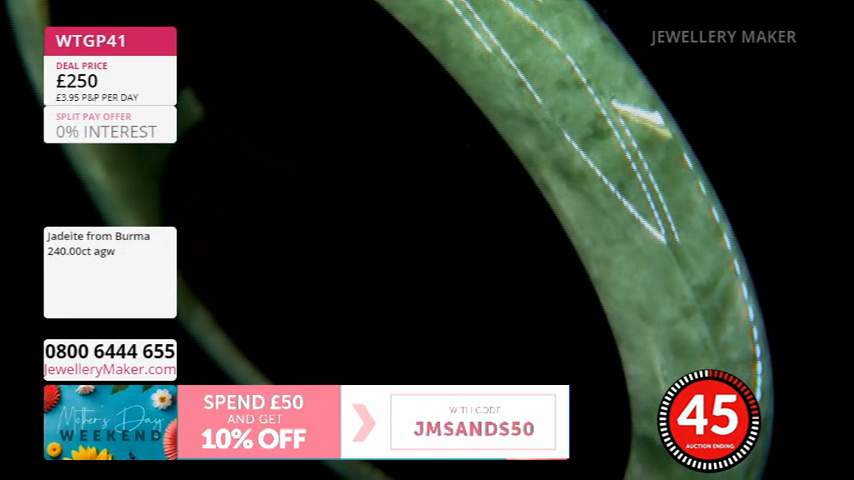 WTGP41
DEAL PRICE
£250
£3.95 P&P PER DAY
SPLIT PAY OFFER
0% INTEREST
JEWELLERY MAKER
Jadeite from Burma
240.00ct agw
0800 6444 655
JewelleryMaker.com
Mother's Day
WEEKEND
SPEND £50
AND GET
10% OFF
WITH CODE
JMSANDS50
45
AUCTION ENDING